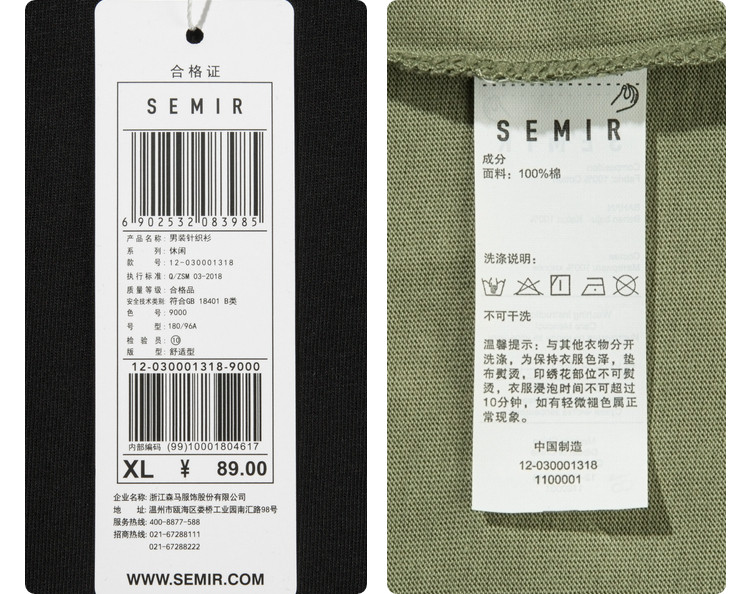 合格证
SEMIR
6 902532 083985
产品名称: 男装针织衫
系 列: 休闲
款 号: 12-030001318
执行标准: Q/ZSM 03-2018
质量等级: 合格品
安全技术类别: 符合GB 18401 B类
色 号: 9000
号 型: 180/96A
检 验 员: ⑩
版 型: 舒适型
12-030001318-9000
内部编码 (99)10001804617
XL ¥ 89.00
企业名称: 浙江森马服饰股份有限公司
地 址: 温州市瓯海区娄桥工业园南汇路98号
服务热线: 400-8877-588
招商热线: 021-67288111
021-67288222
WWW.SEMIR.COM
SEMIR
成分
面料: 100%棉
洗涤说明:
不可干洗
温馨提示: 与其他衣物分开
洗涤, 为保持衣服色泽, 垫
布熨烫, 印绣花部位不可熨
烫, 衣服浸泡时间不可超过
10分钟, 如有轻微褪色属正
常现象。
中国制造
12-030001318
1100001